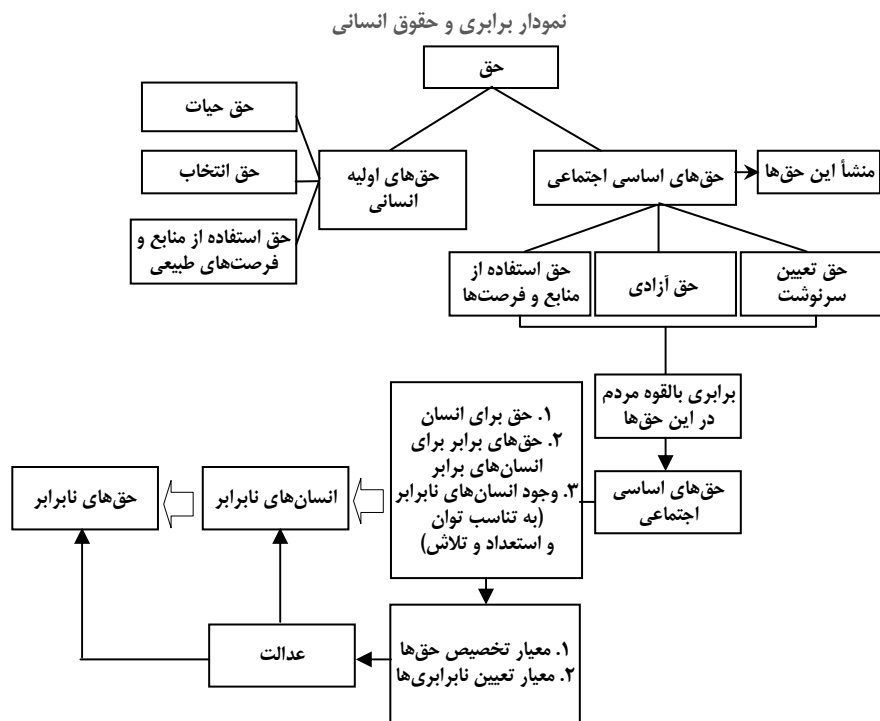 نمودار برابری و حقوق انسانی
حق
حق حیات
حق انتخاب
حق استفاده از منابع و
فرصت‌های طبیعی
حق‌های اولیه
انسانی
حق‌های اساسی اجتماعی
منشأ این حق‌ها
حق تعیین
سرنوشت
حق آزادی
حق استفاده از
منابع و فرصت‌ها
برابری بالقوه مردم
در این حق‌ها
حق‌های اساسی
اجتماعی
۱. حق برای انسان
۲. حق‌های برابر برای
انسان‌های برابر
۳. وجود انسان‌های نابرابر
(به تناسب توان
و استعداد و تلاش)
انسان‌های نابرابر
حق‌های نابرابر
۱. معیار تخصیص حق‌ها
۲. معیار تعیین نابرابری‌ها
عدالت